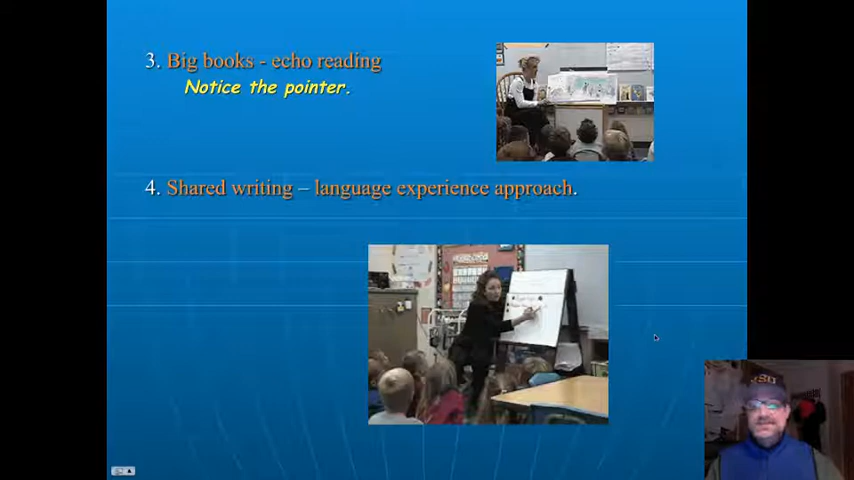 3. Big books - echo reading
Notice the pointer.
4. Shared writing – language experience approach.